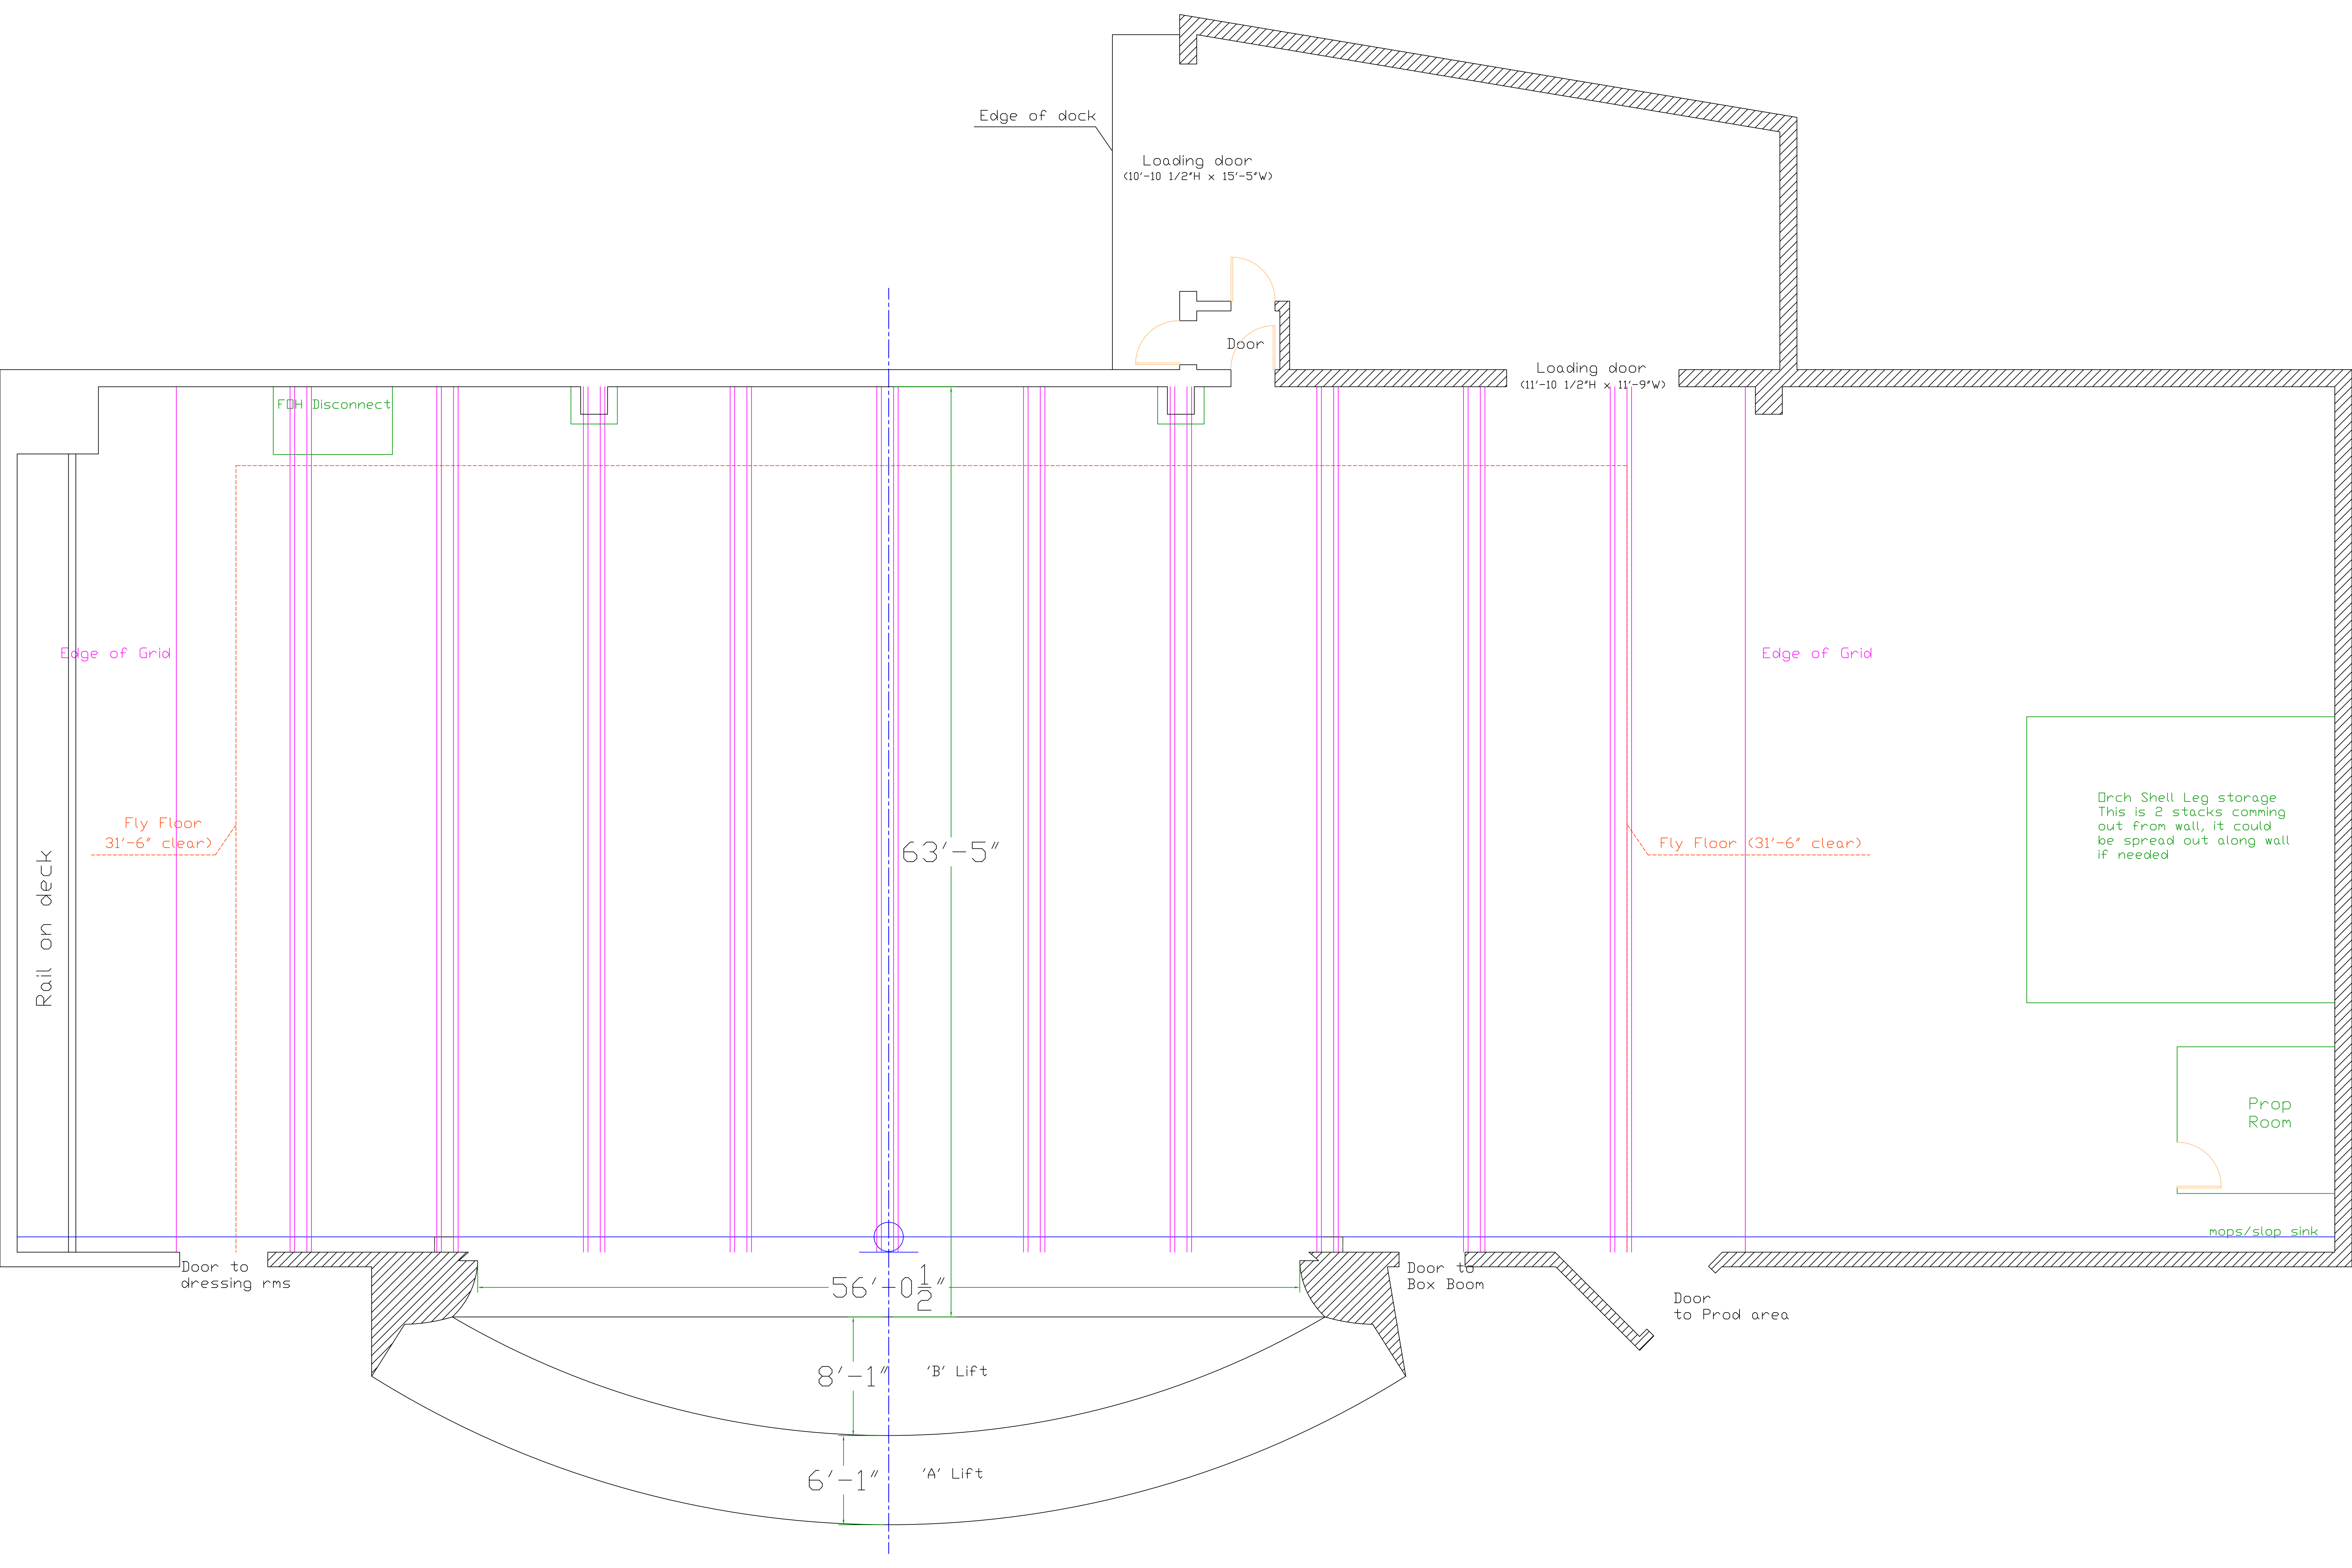 Edge of dock
Loading door
(10'-10 1/2"H x 15'-5"W)
Door
Loading door
(11'-10 1/2"H x 11'-9"W)
FOH Disconnect
Edge of Grid
Edge of Grid
Fly Floor
31'-6" clear)
63'-5"
Fly Floor (31'-6" clear)
Orch Shell Leg storage
This is 2 stacks comming
out from wall, it could
be spread out along wall
if needed
Rail on deck
Prop
Room
mops/slop sink
Door to
dressing rms
56'-0 1/2"
Door to
Box Boom
Door
to Prod area
8'-1"
'B' Lift
6'-1"
'A' Lift